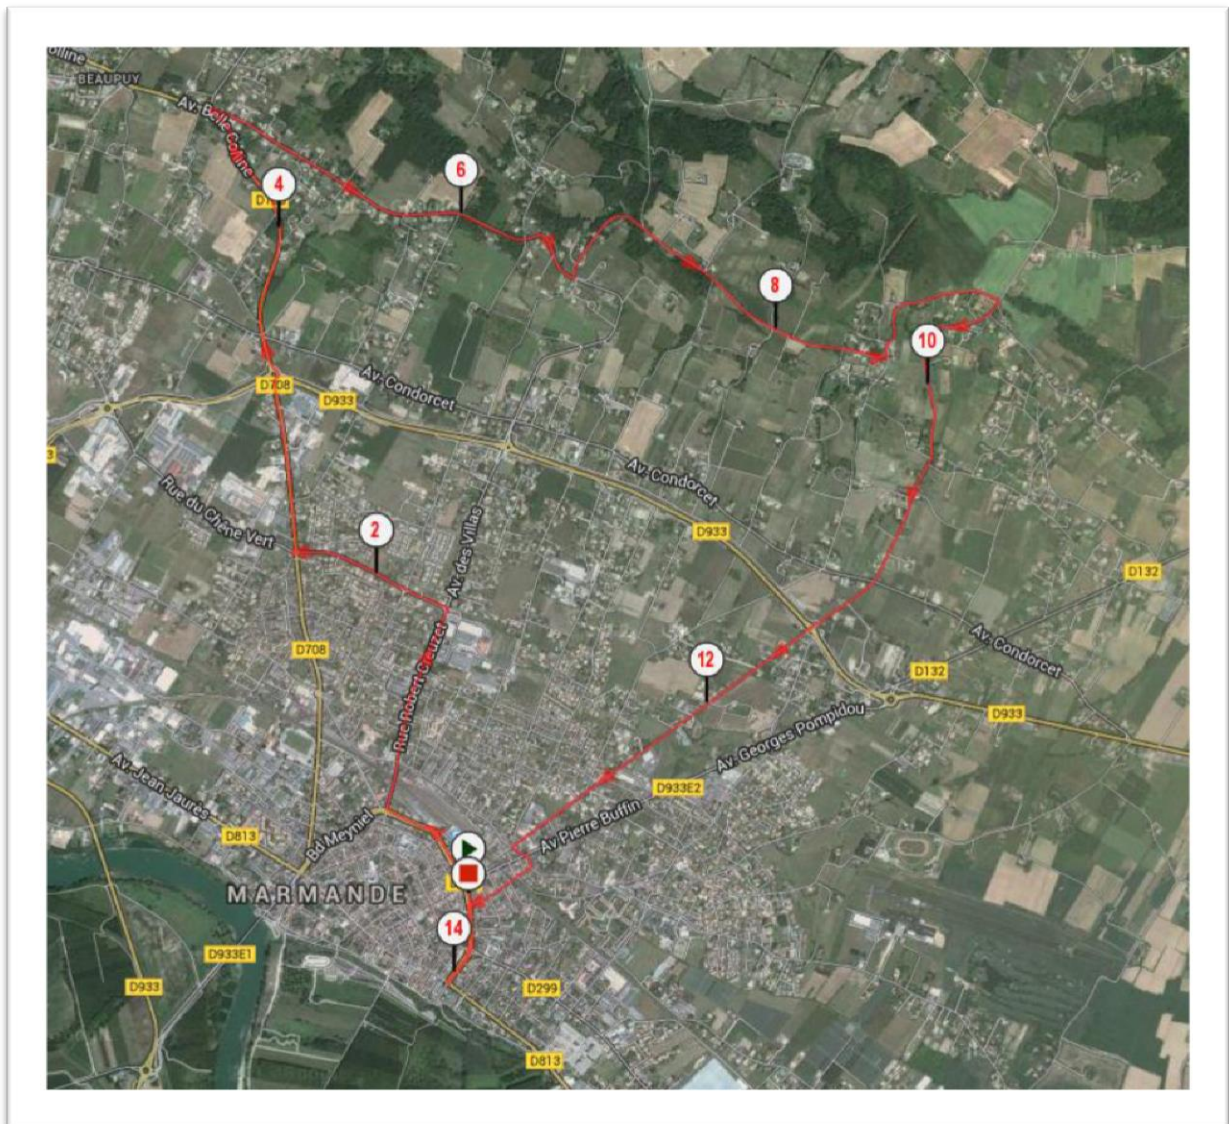 BEAUPUY
Av. Belle Colline
4
6
8
10
D708
Av. Condorcet
D933
Av. Condorcet
Rue du Chêne Vert
2
Av. des Villas
D933
D132
D708
12
Av. Condorcet
D132
Rue Robert Creuzet
D933
Av. Georges Pompidou
Av. Jean Jaurès
D933E2
D813
Bd Meyniel
Av Pierre Buffin
MARMANDE
14
D933E1
D933
D299
D813